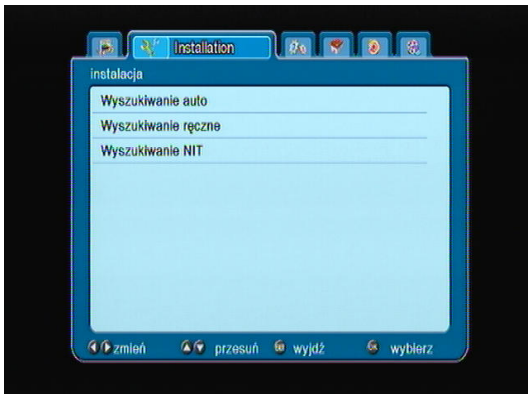 Installation
instalacja
Wyszukiwanie auto
Wyszukiwanie ręczne
Wyszukiwanie NIT
zmień przesuń wyjdź wybierz